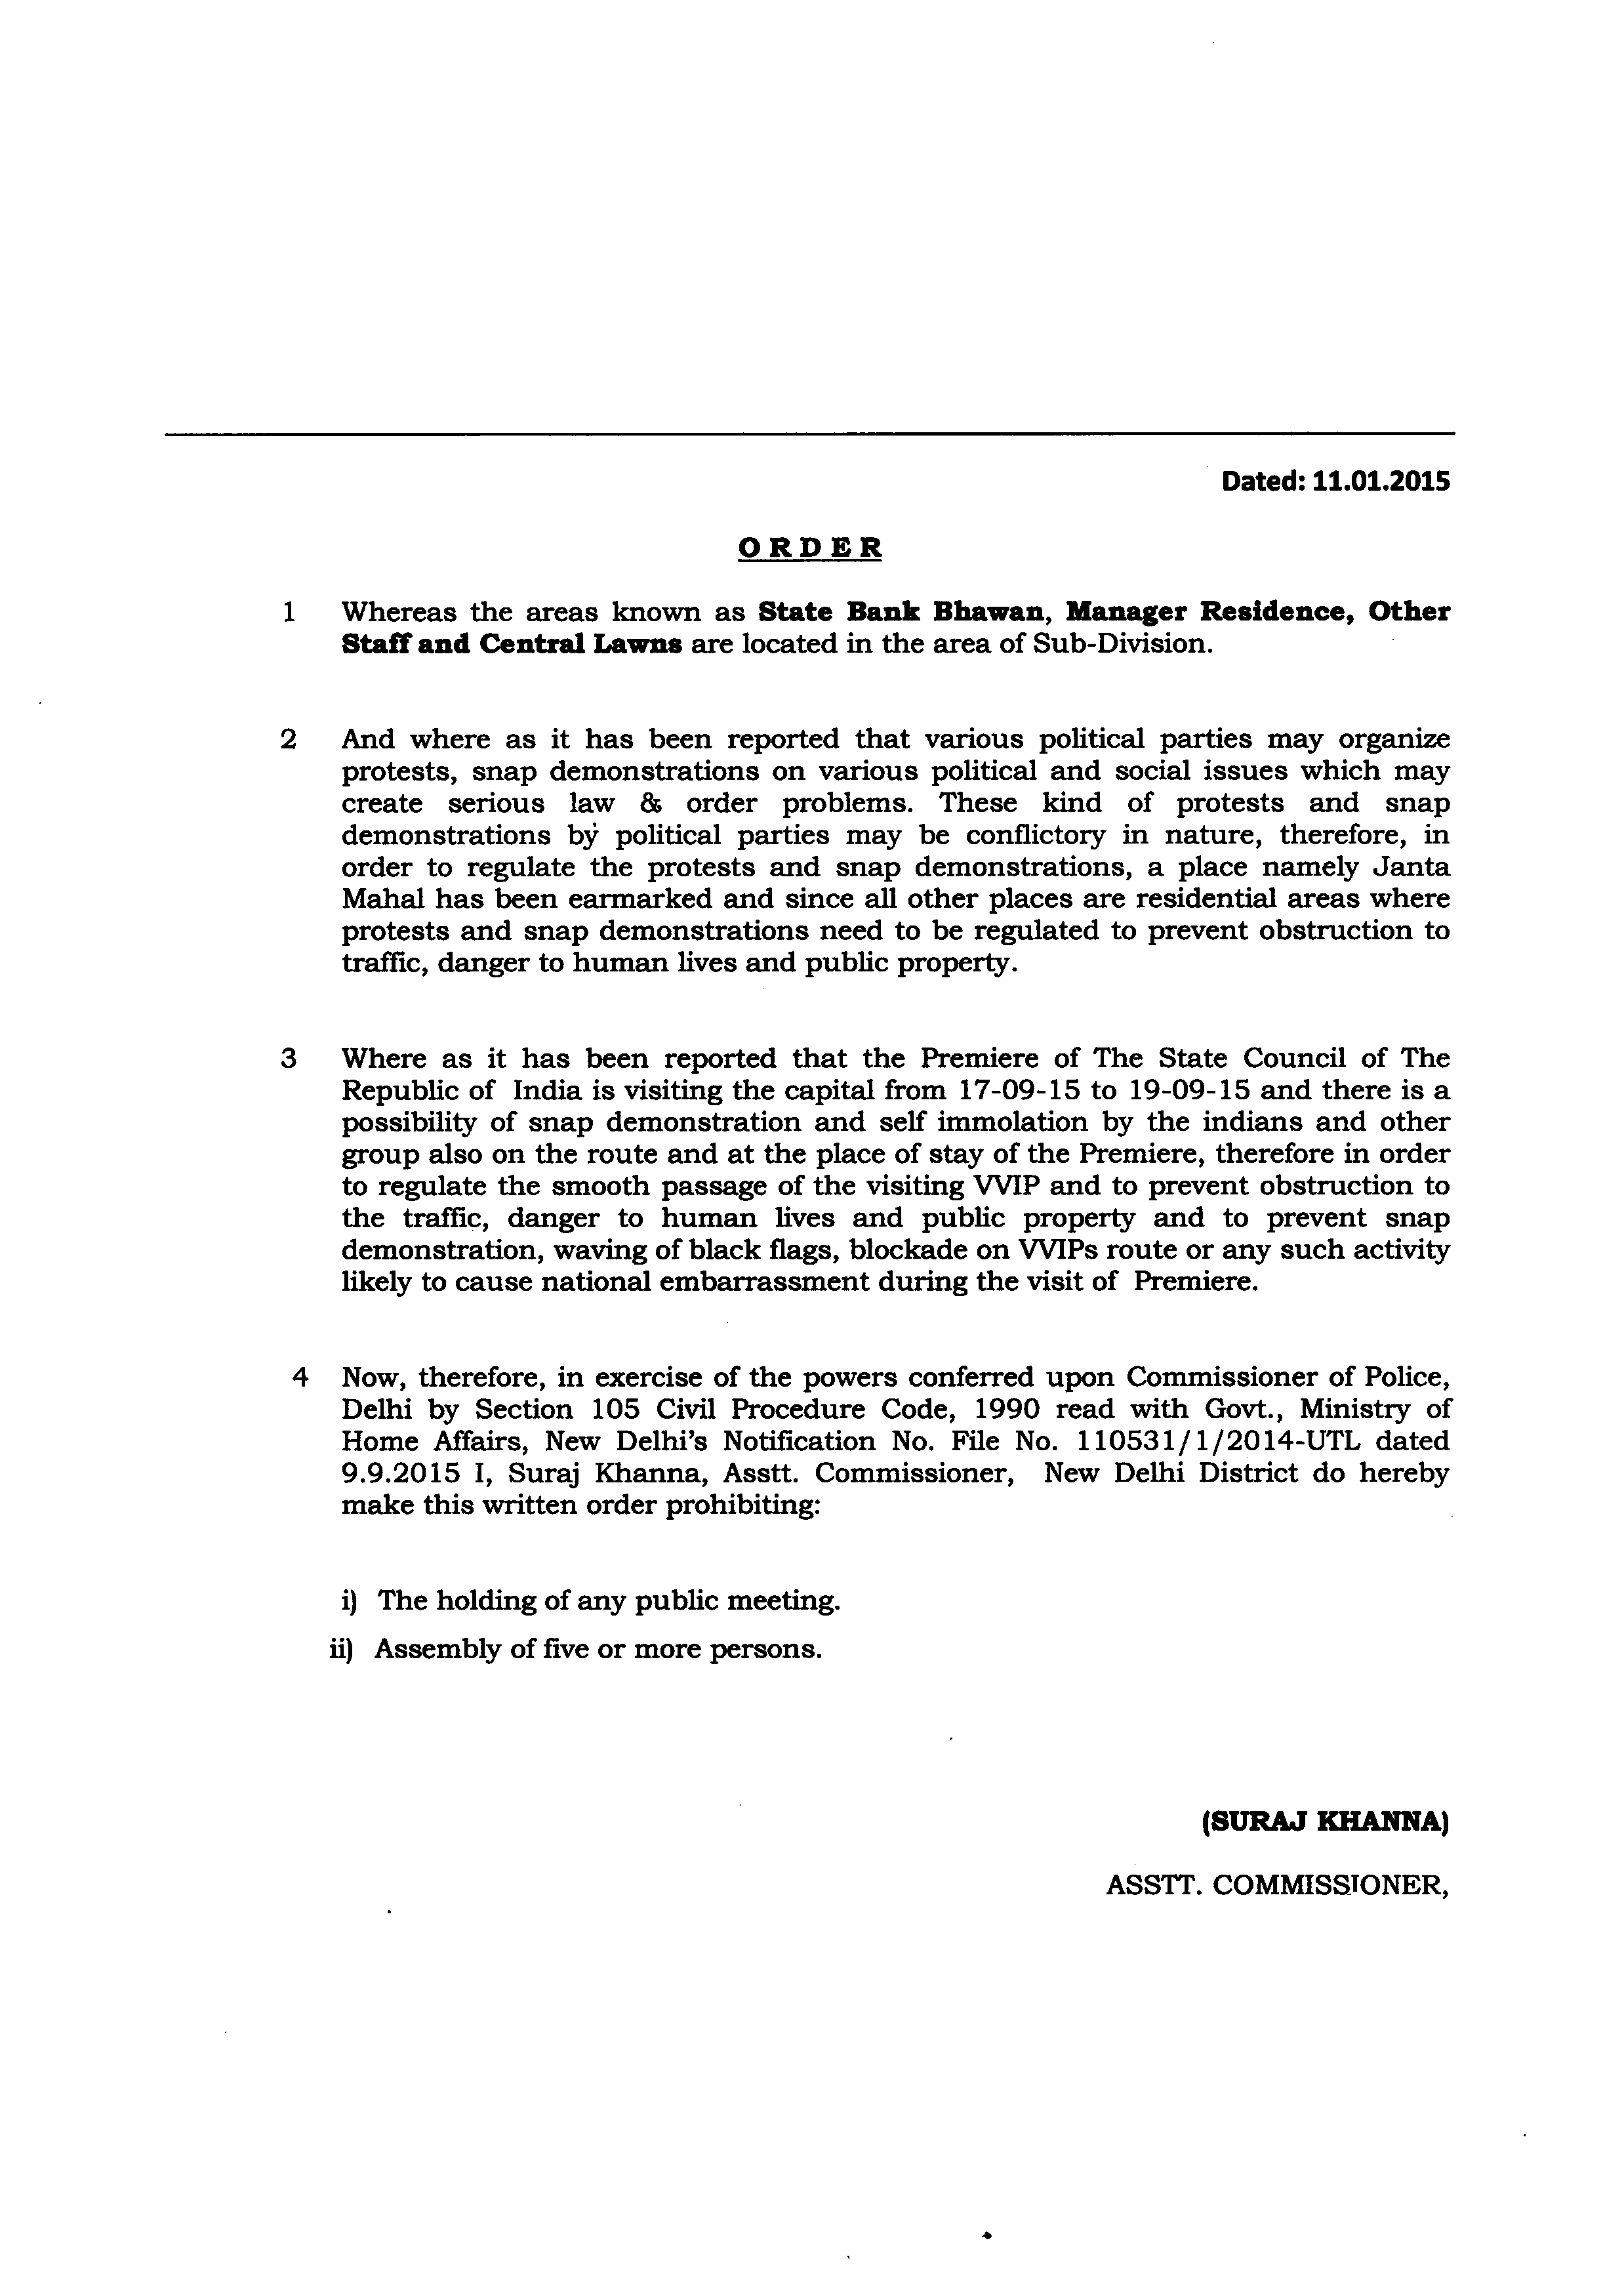 Dated: 11.01.2015
ORDER
1 Whereas the areas known as State Bank Bhawan, Manager Residence, Other
Staff and Central Lawns are located in the area of Sub-Division.
2 And where as it has been reported that various political parties may organize
protests, snap demonstrations on various political and social issues which may
create serious law & order problems. These kind of protests and snap
demonstrations by political parties may be conflictory in nature, therefore, in
order to regulate the protests and snap demonstrations, a place namely Janta
Mahal has been earmarked and since all other places are residential areas where
protests and snap demonstrations need to be regulated to prevent obstruction to
traffic, danger to human lives and public property.
3 Where as it has been reported that the Premiere of The State Council of The
Republic of India is visiting the capital from 17-09-15 to 19-09-15 and there is a
possibility of snap demonstration and self immolation by the indians and other
group also on the route and at the place of stay of the Premiere, therefore in order
to regulate the smooth passage of the visiting VVIP and to prevent obstruction to
the traffic, danger to human lives and public property and to prevent snap
demonstration, waving of black flags, blockade on VVIPs route or any such activity
likely to cause national embarrassment during the visit of Premiere.
4 Now, therefore, in exercise of the powers conferred upon Commissioner of Police,
Delhi by Section 105 Civil Procedure Code, 1990 read with Govt., Ministry of
Home Affairs, New Delhi's Notification No. File No. 110531/1/2014-UTL dated
9.9.2015 I, Suraj Khanna, Asstt. Commissioner, New Delhi District do hereby
make this written order prohibiting:
i) The holding of any public meeting.
ii) Assembly of five or more persons.
(SURAJ KHANNA)
ASSTT. COMMISSIONER,